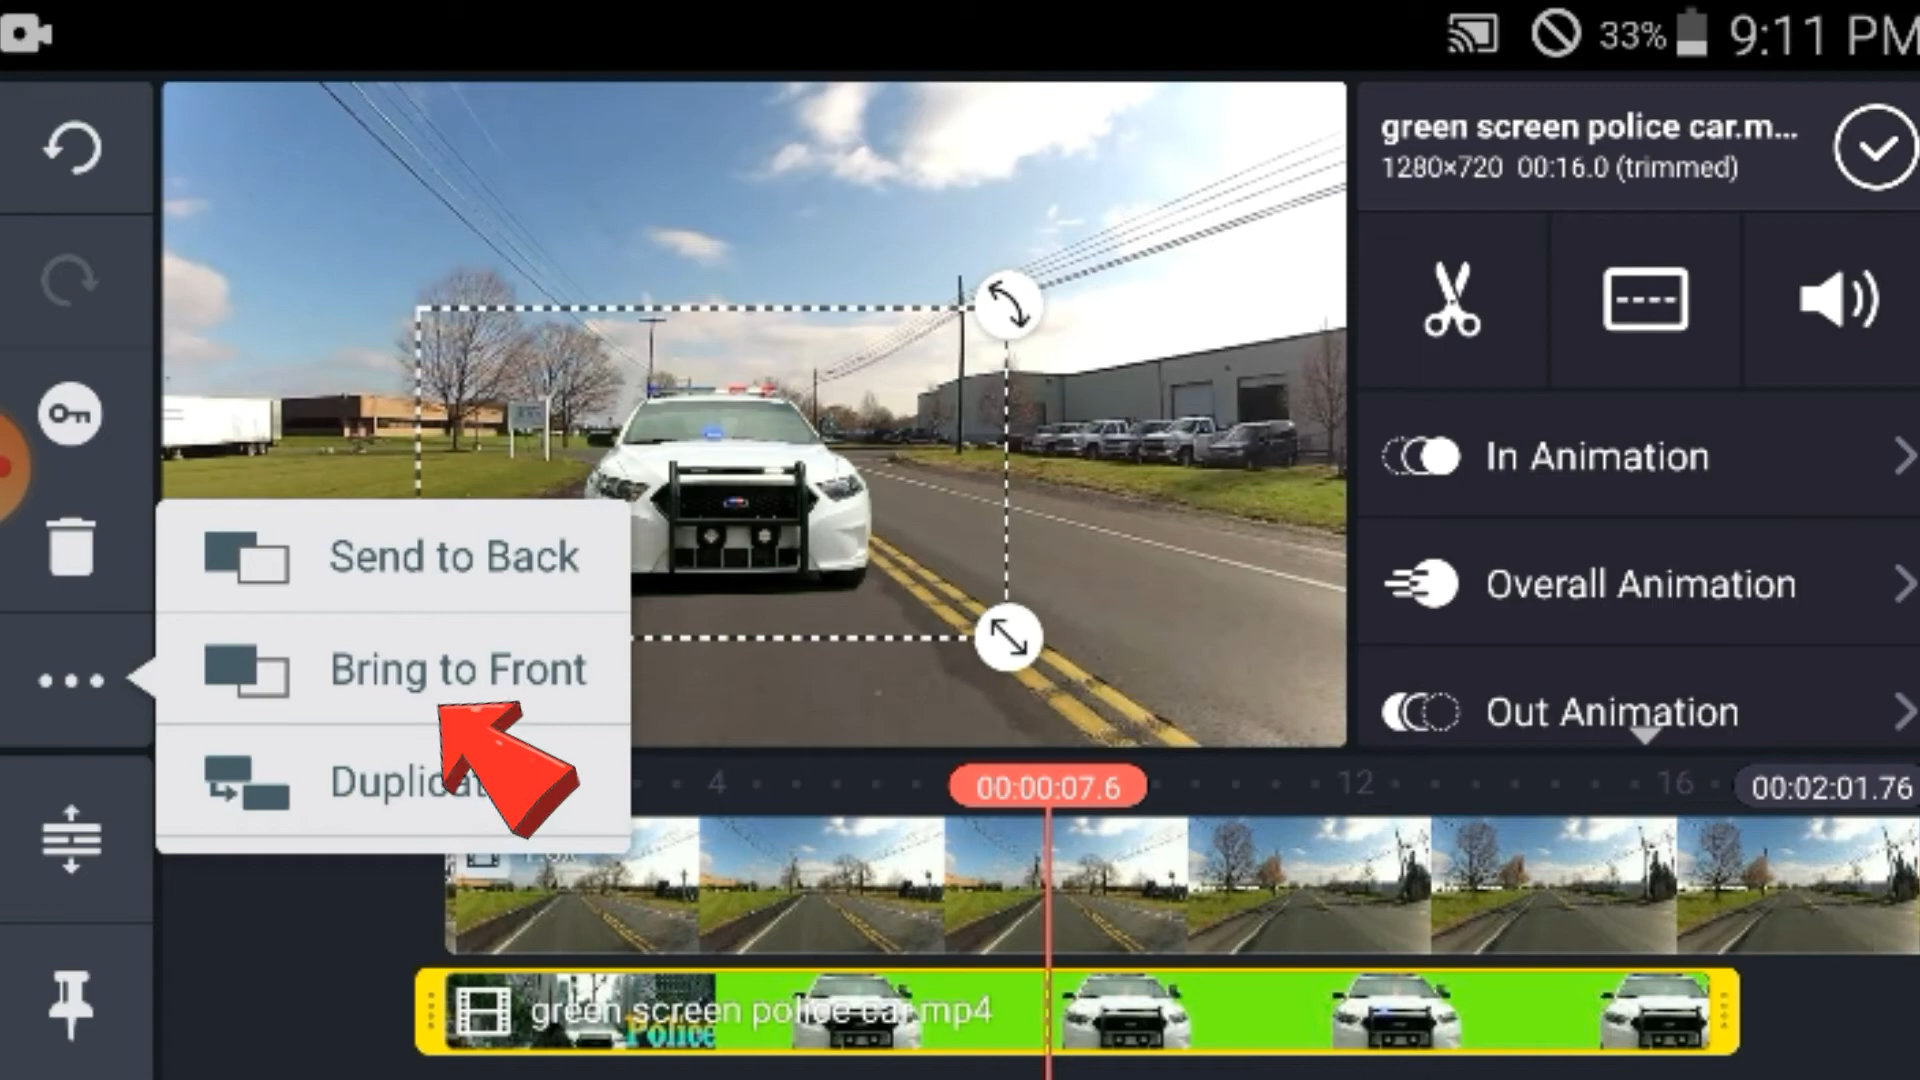 33% 9:11 PM
green screen police car.m...
1280×720 00:16.0 (trimmed)
In Animation
Overall Animation
Out Animation
Send to Back
Bring to Front
4
00:00:07.6
12
16
00:02:01.76
green screen police car.mp4
Police